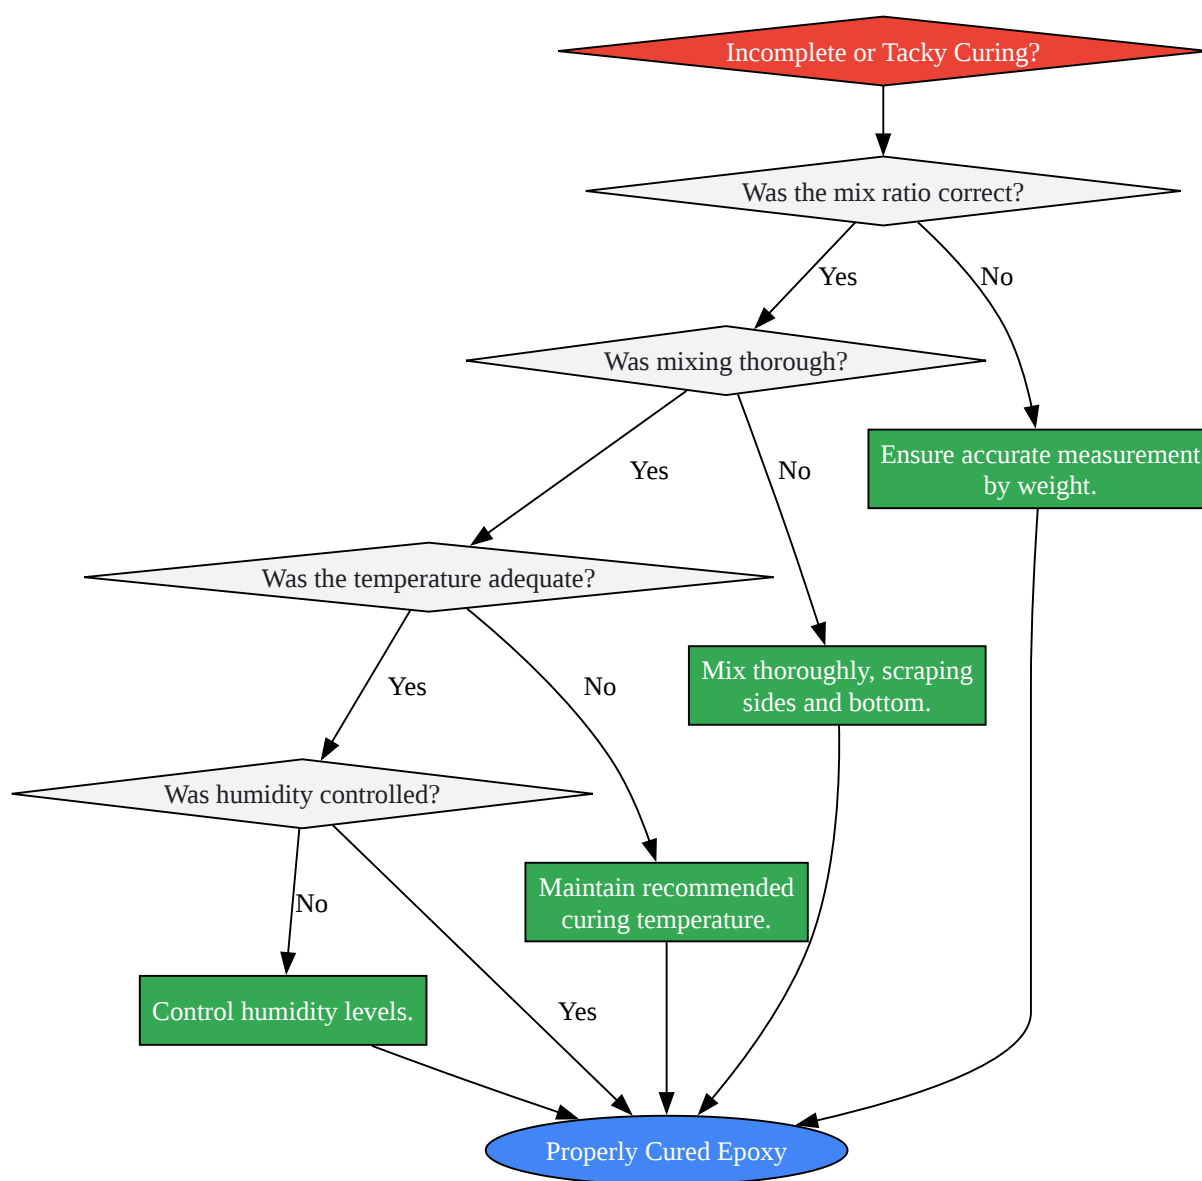 Incomplete or Tacky Curing?
Was the mix ratio correct?
Yes
No
Was mixing thorough?
Ensure accurate measurement
by weight.
Yes
No
Was the temperature adequate?
Mix thoroughly, scraping
sides and bottom.
Yes
No
Was humidity controlled?
Maintain recommended
curing temperature.
No
Control humidity levels.
Yes
Properly Cured Epoxy